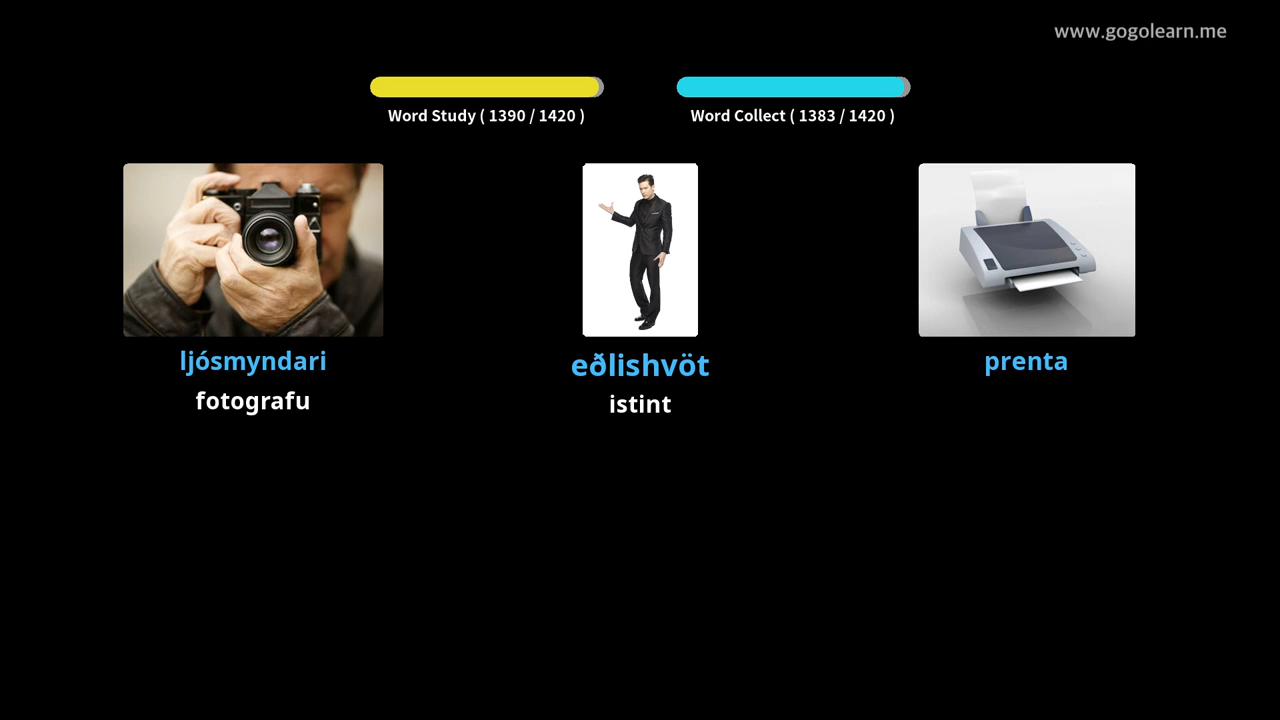 www.gogolearn.me
Word Study ( 1390 / 1420 )
Word Collect ( 1383 / 1420 )
ljósmyndari
eðlishvöt
prenta
fotografu
istint